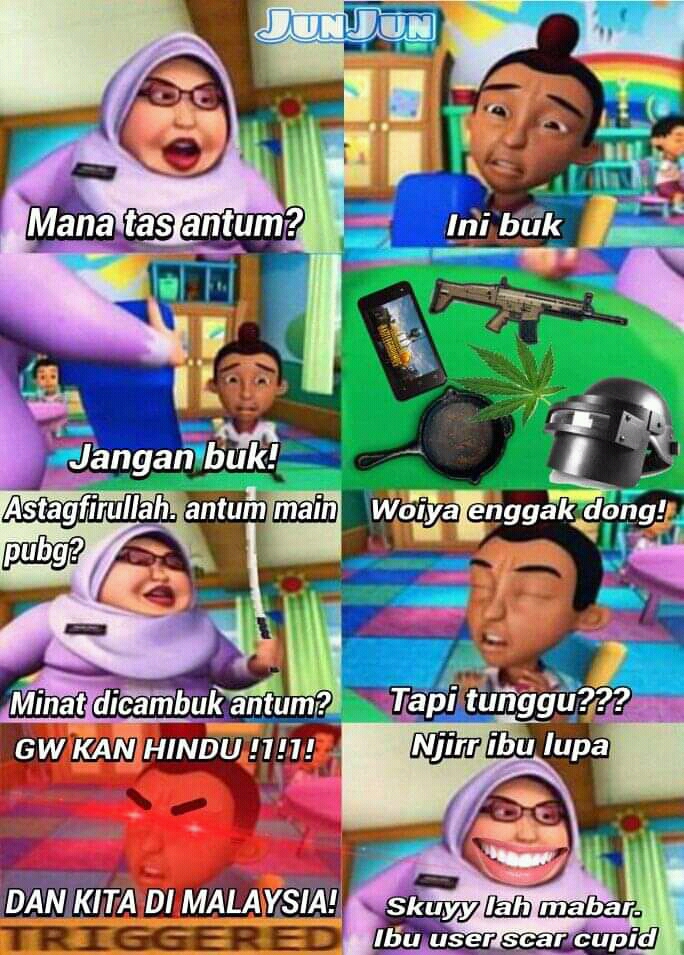 JUNJUN
Mana tas antum?
Ini buk
Jangan buk!
Astagfirullah. antum main
pubg?
Minat dicambuk antum?
Woiya enggak dong!
Tapi tunggu???
GW KAN HINDU !1!1!
DAN KITA DI MALAYSIA!
TRIGGERED
Njirr ibu lupa
Skuyy lah mabar.
Ibu user scar cupid